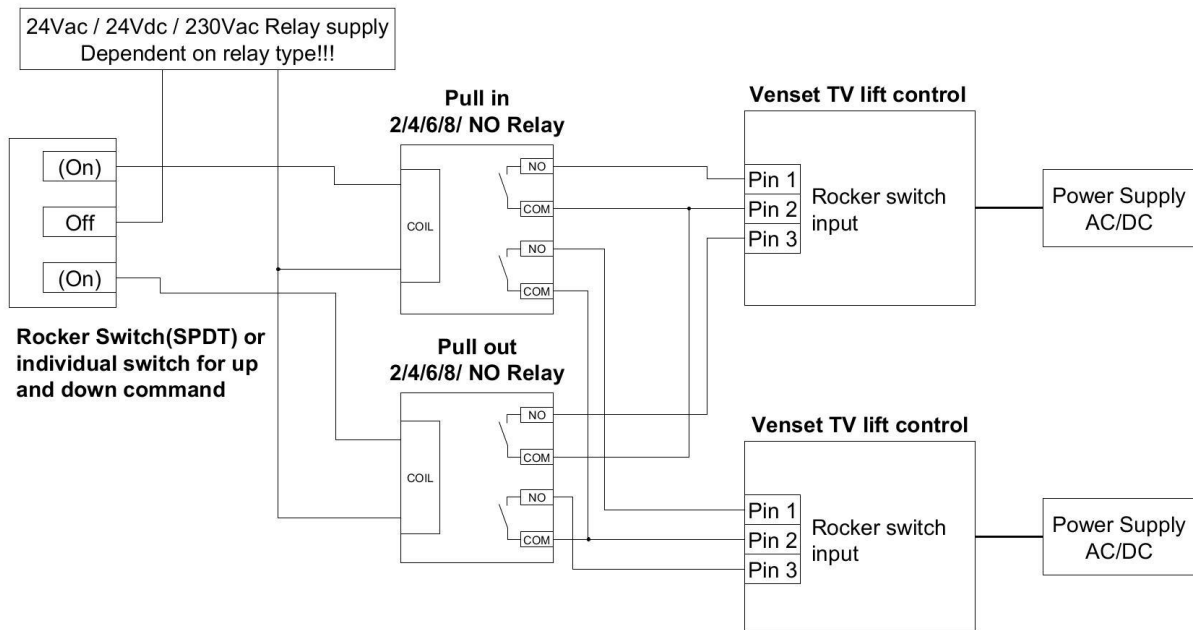 24Vac / 24Vdc / 230Vac Relay supply
Dependent on relay type!!!
(On)
Off
(On)
Rocker Switch(SPDT) or
individual switch for up
and down command
Pull in
2/4/6/8/ NO Relay
COIL
NO
COM
NO
COM
Pull out
2/4/6/8/ NO Relay
COIL
NO
COM
NO
COM
Venset TV lift control
Pin 1
Pin 2
Pin 3
Rocker switch
input
Power Supply
AC/DC
Venset TV lift control
Pin 1
Pin 2
Pin 3
Rocker switch
input
Power Supply
AC/DC